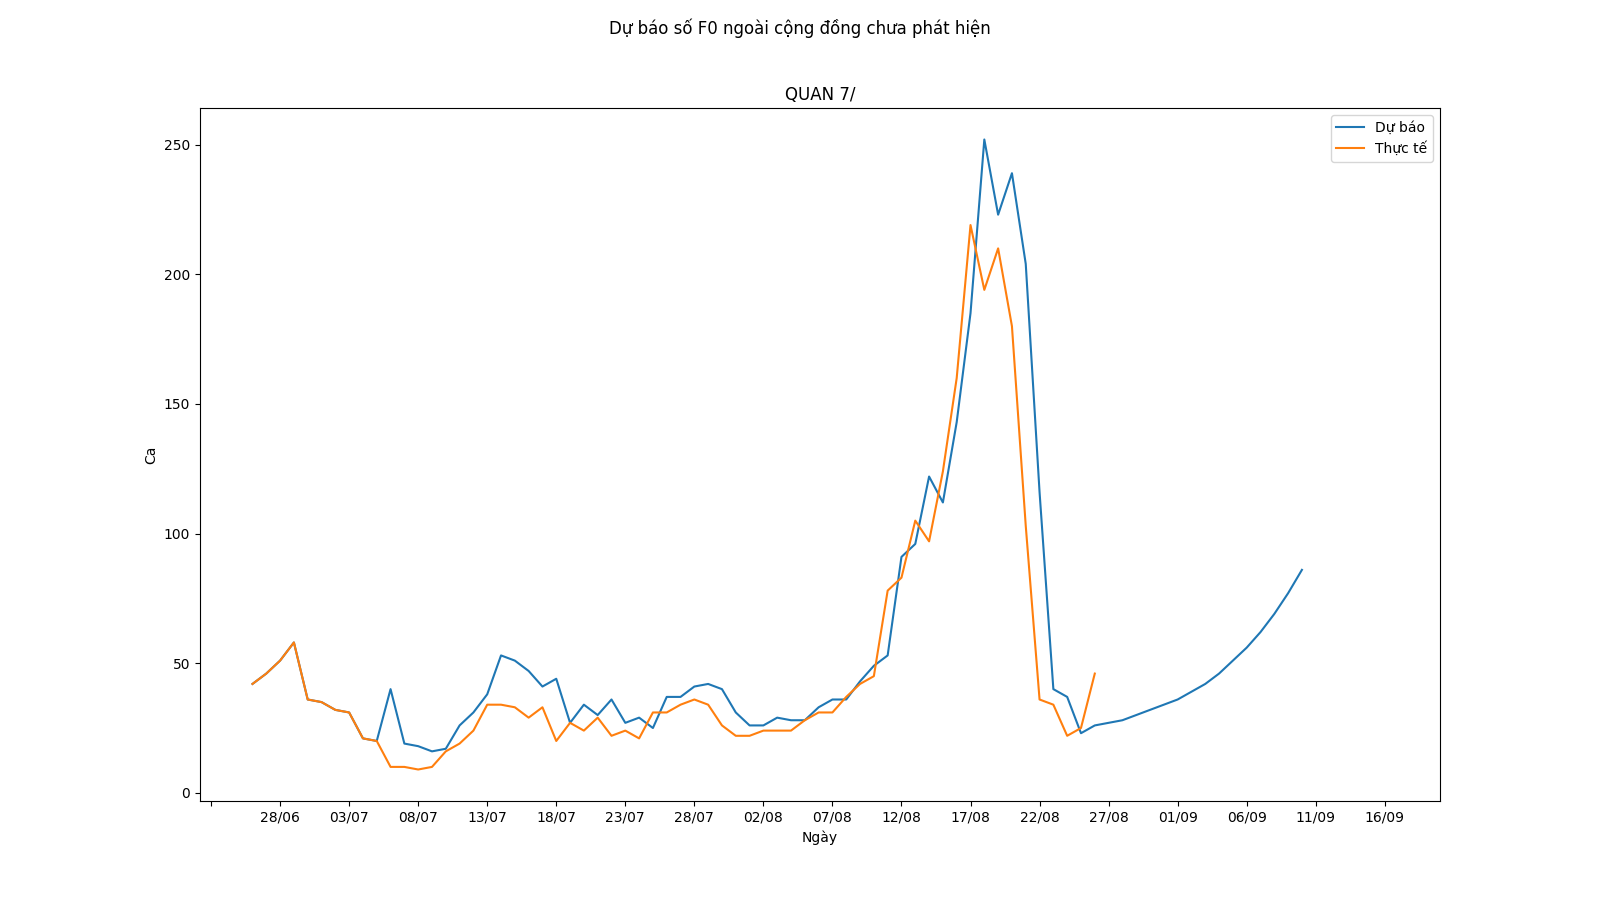 Dự báo số F0 ngoài cộng đồng chưa phát hiện
QUAN 7/
Dự báo
Thực tế
250
200
150
100
50
0
Ca
28/06 03/07 08/07 13/07 18/07 23/07 28/07 02/08 07/08 12/08 17/08 22/08 27/08 01/09 06/09 11/09 16/09
Ngày